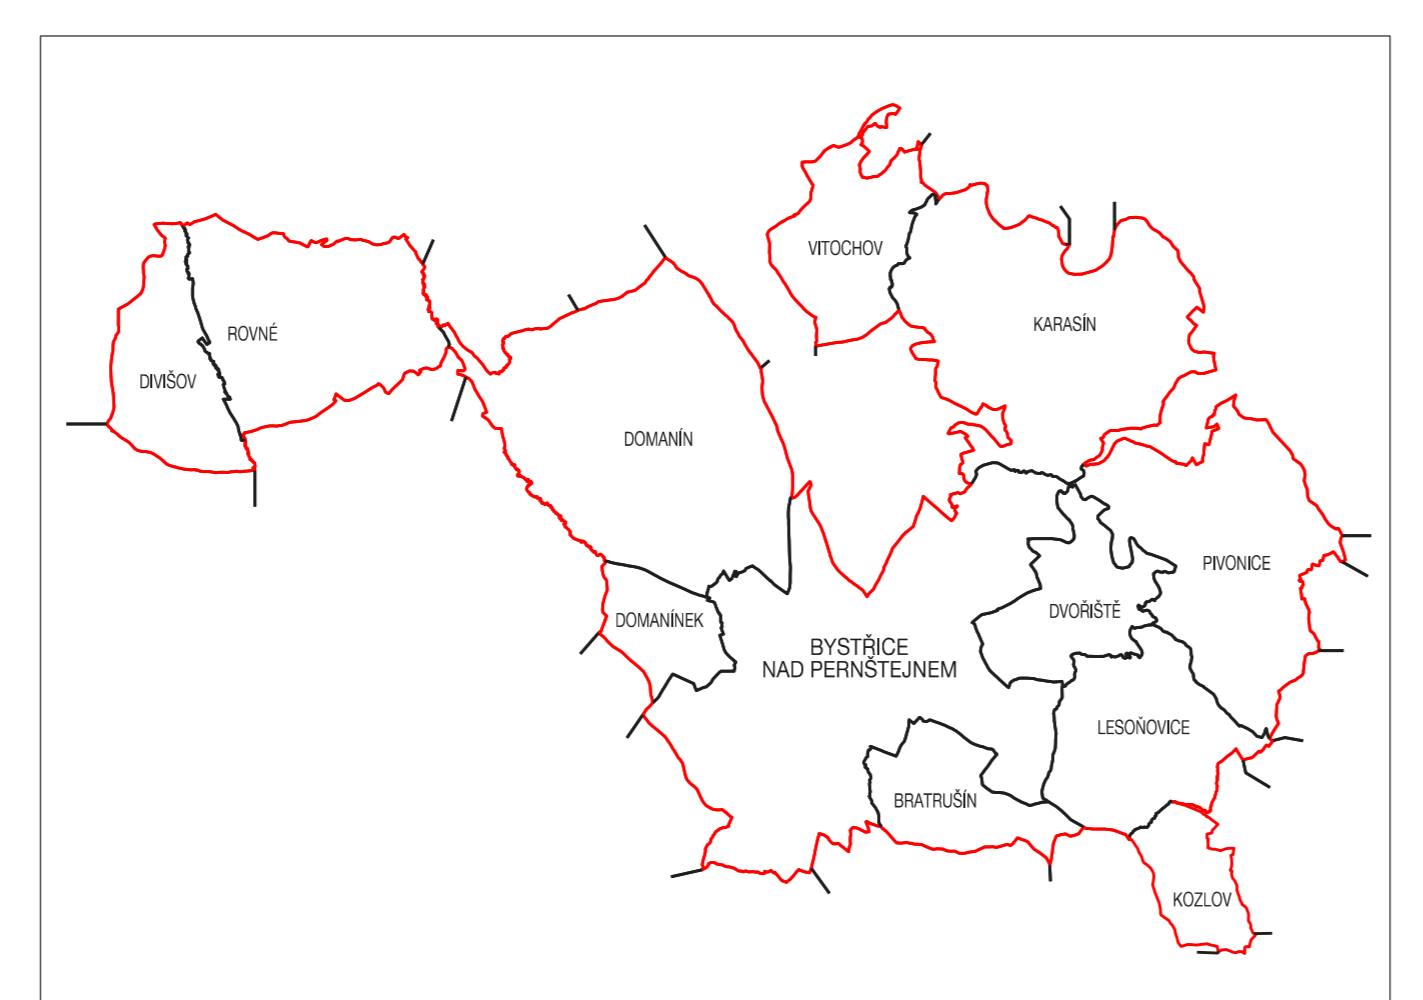 VITOCHOV
KARASÍN
ROVNÉ
DIVIŠOV
DOMANÍN
PIVONICE
DVOŘIŠTĚ
DOMANÍNEK
BYSTŘICE
NAD PERNŠTEJNEM
LESOŇOVICE
BRATRUŠÍN
KOZLOV